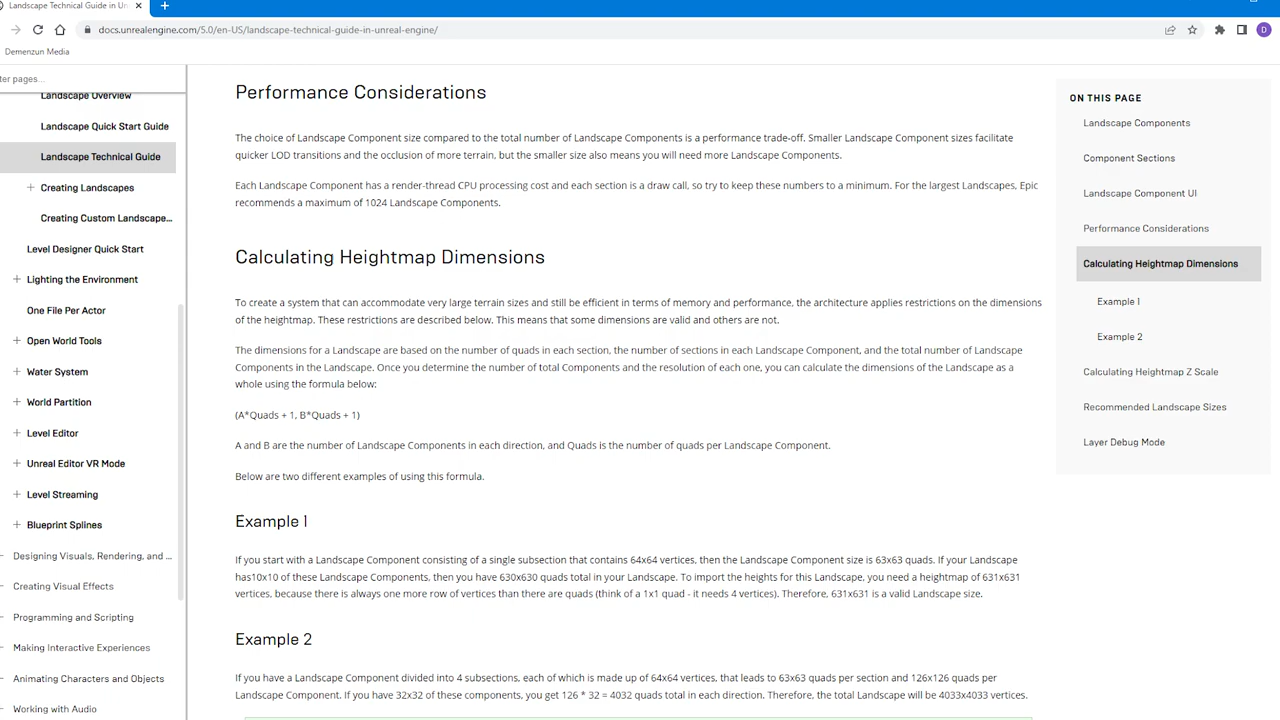 Landscape Technical Guide in Un
docs.unrealengine.com/5.0/en-US/landscape-technical-guide-in-unreal-engine/
D
Demenzun Media
ter pages...
Landscape Overview
Landscape Quick Start Guide
Landscape Technical Guide
Creating Landscapes
Creating Custom Landscape...
Level Designer Quick Start
Lighting the Environment
One File Per Actor
Open World Tools
Water System
World Partition
Level Editor
Unreal Editor VR Mode
Level Streaming
Blueprint Splines
Designing Visuals, Rendering, and ...
Creating Visual Effects
Programming and Scripting
Making Interactive Experiences
Animating Characters and Objects
Working with Audio
Performance Considerations
The choice of Landscape Component size compared to the total number of Landscape Components is a performance trade-off. Smaller Landscape Component sizes facilitate
quicker LOD transitions and the occlusion of more terrain, but the smaller size also means you will need more Landscape Components.
Each Landscape Component has a render-thread CPU processing cost and each section is a draw call, so try to keep these numbers to a minimum. For the largest Landscapes, Epic
recommends a maximum of 1024 Landscape Components.
Calculating Heightmap Dimensions
To create a system that can accommodate very large terrain sizes and still be efficient in terms of memory and performance, the architecture applies restrictions on the dimensions
of the heightmap. These restrictions are described below. This means that some dimensions are valid and others are not.
The dimensions for a Landscape are based on the number of quads in each section, the number of sections in each Landscape Component, and the total number of Landscape
Components in the Landscape. Once you determine the number of total Components and the resolution of each one, you can calculate the dimensions of the Landscape as a
whole using the formula below:
(A*Quads + 1, B*Quads + 1)
A and B are the number of Landscape Components in each direction, and Quads is the number of quads per Landscape Component.
Below are two different examples of using this formula.
Example 1
If you start with a Landscape Component consisting of a single subsection that contains 64x64 vertices, then the Landscape Component size is 63x63 quads. If your Landscape
has10x10 of these Landscape Components, then you have 630x630 quads total in your Landscape. To import the heights for this Landscape, you need a heightmap of 631x631
vertices, because there is always one more row of vertices than there are quads (think of a 1x1 quad - it needs 4 vertices). Therefore, 631x631 is a valid Landscape size.
Example 2
If you have a Landscape Component divided into 4 subsections, each of which is made up of 64x64 vertices, that leads to 63x63 quads per section and 126x126 quads per
Landscape Component. If you have 32x32 of these components, you get 126 * 32 = 4032 quads total in each direction. Therefore, the total Landscape will be 4033x4033 vertices.
ON THIS PAGE
Landscape Components
Component Sections
Landscape Component UI
Performance Considerations
Calculating Heightmap Dimensions
Example 1
Example 2
Calculating Heightmap Z Scale
Recommended Landscape Sizes
Layer Debug Mode